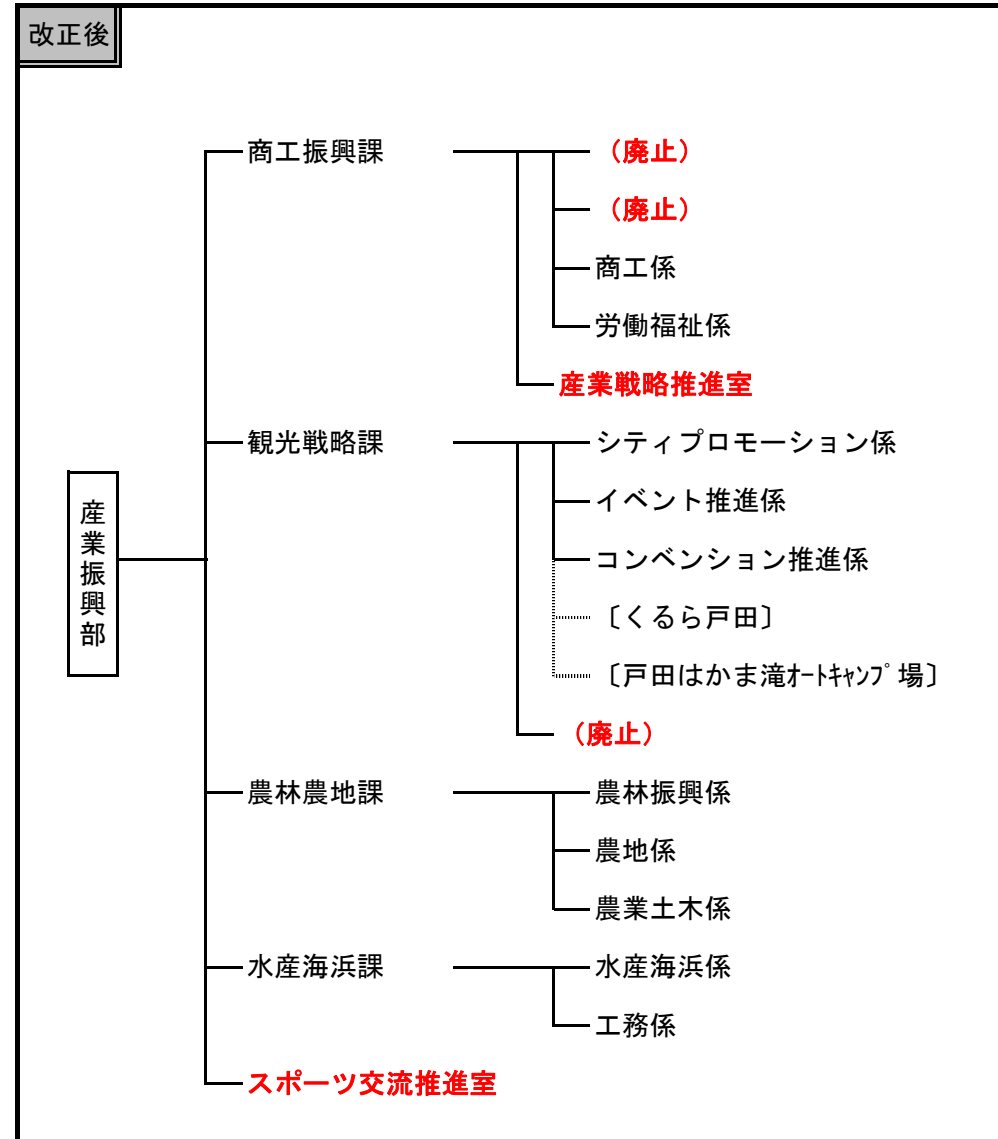 改正後
商工振興課
（廃止）
（廃止）
商工係
労働福祉係
産業戦略推進室
観光戦略課
シティプロモーション係
イベント推進係
産業振興部
コンベンション推進係
〔くるら戸田〕
〔戸田はかま滝ｵｰﾄｷｬﾝﾌﾟ場〕
（廃止）
農林農地課
農林振興係
農地係
農業土木係
水産海浜課
水産海浜係
工務係
スポーツ交流推進室